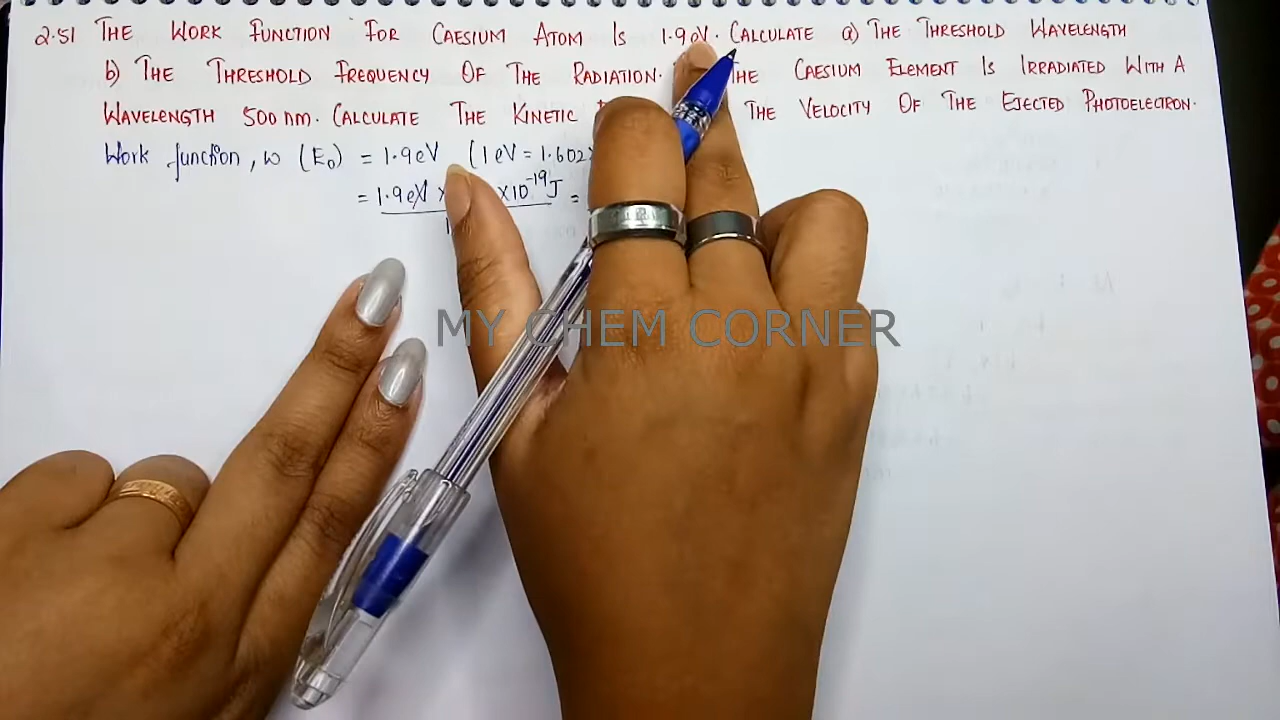 2.51 THE WORK FUNCTION FOR CAESIUM ATOM IS 1.9eV. CALCULATE a) THE THRESHOLD WAVELENGTH
b) THE THRESHOLD FREQUENCY OF THE RADIATION. THE CAESIUM ELEMENT IS IRRADIATED WITH A
WAVELENGTH 500 nm. CALCULATE THE KINETIC THE VELOCITY OF THE EJECTED PHOTOELECTRON.
Work function, w (E₀) = 1.9eV (1eV = 1.602
= 1.9eV × ×10⁻¹⁹J =
MY CHEM CORNER